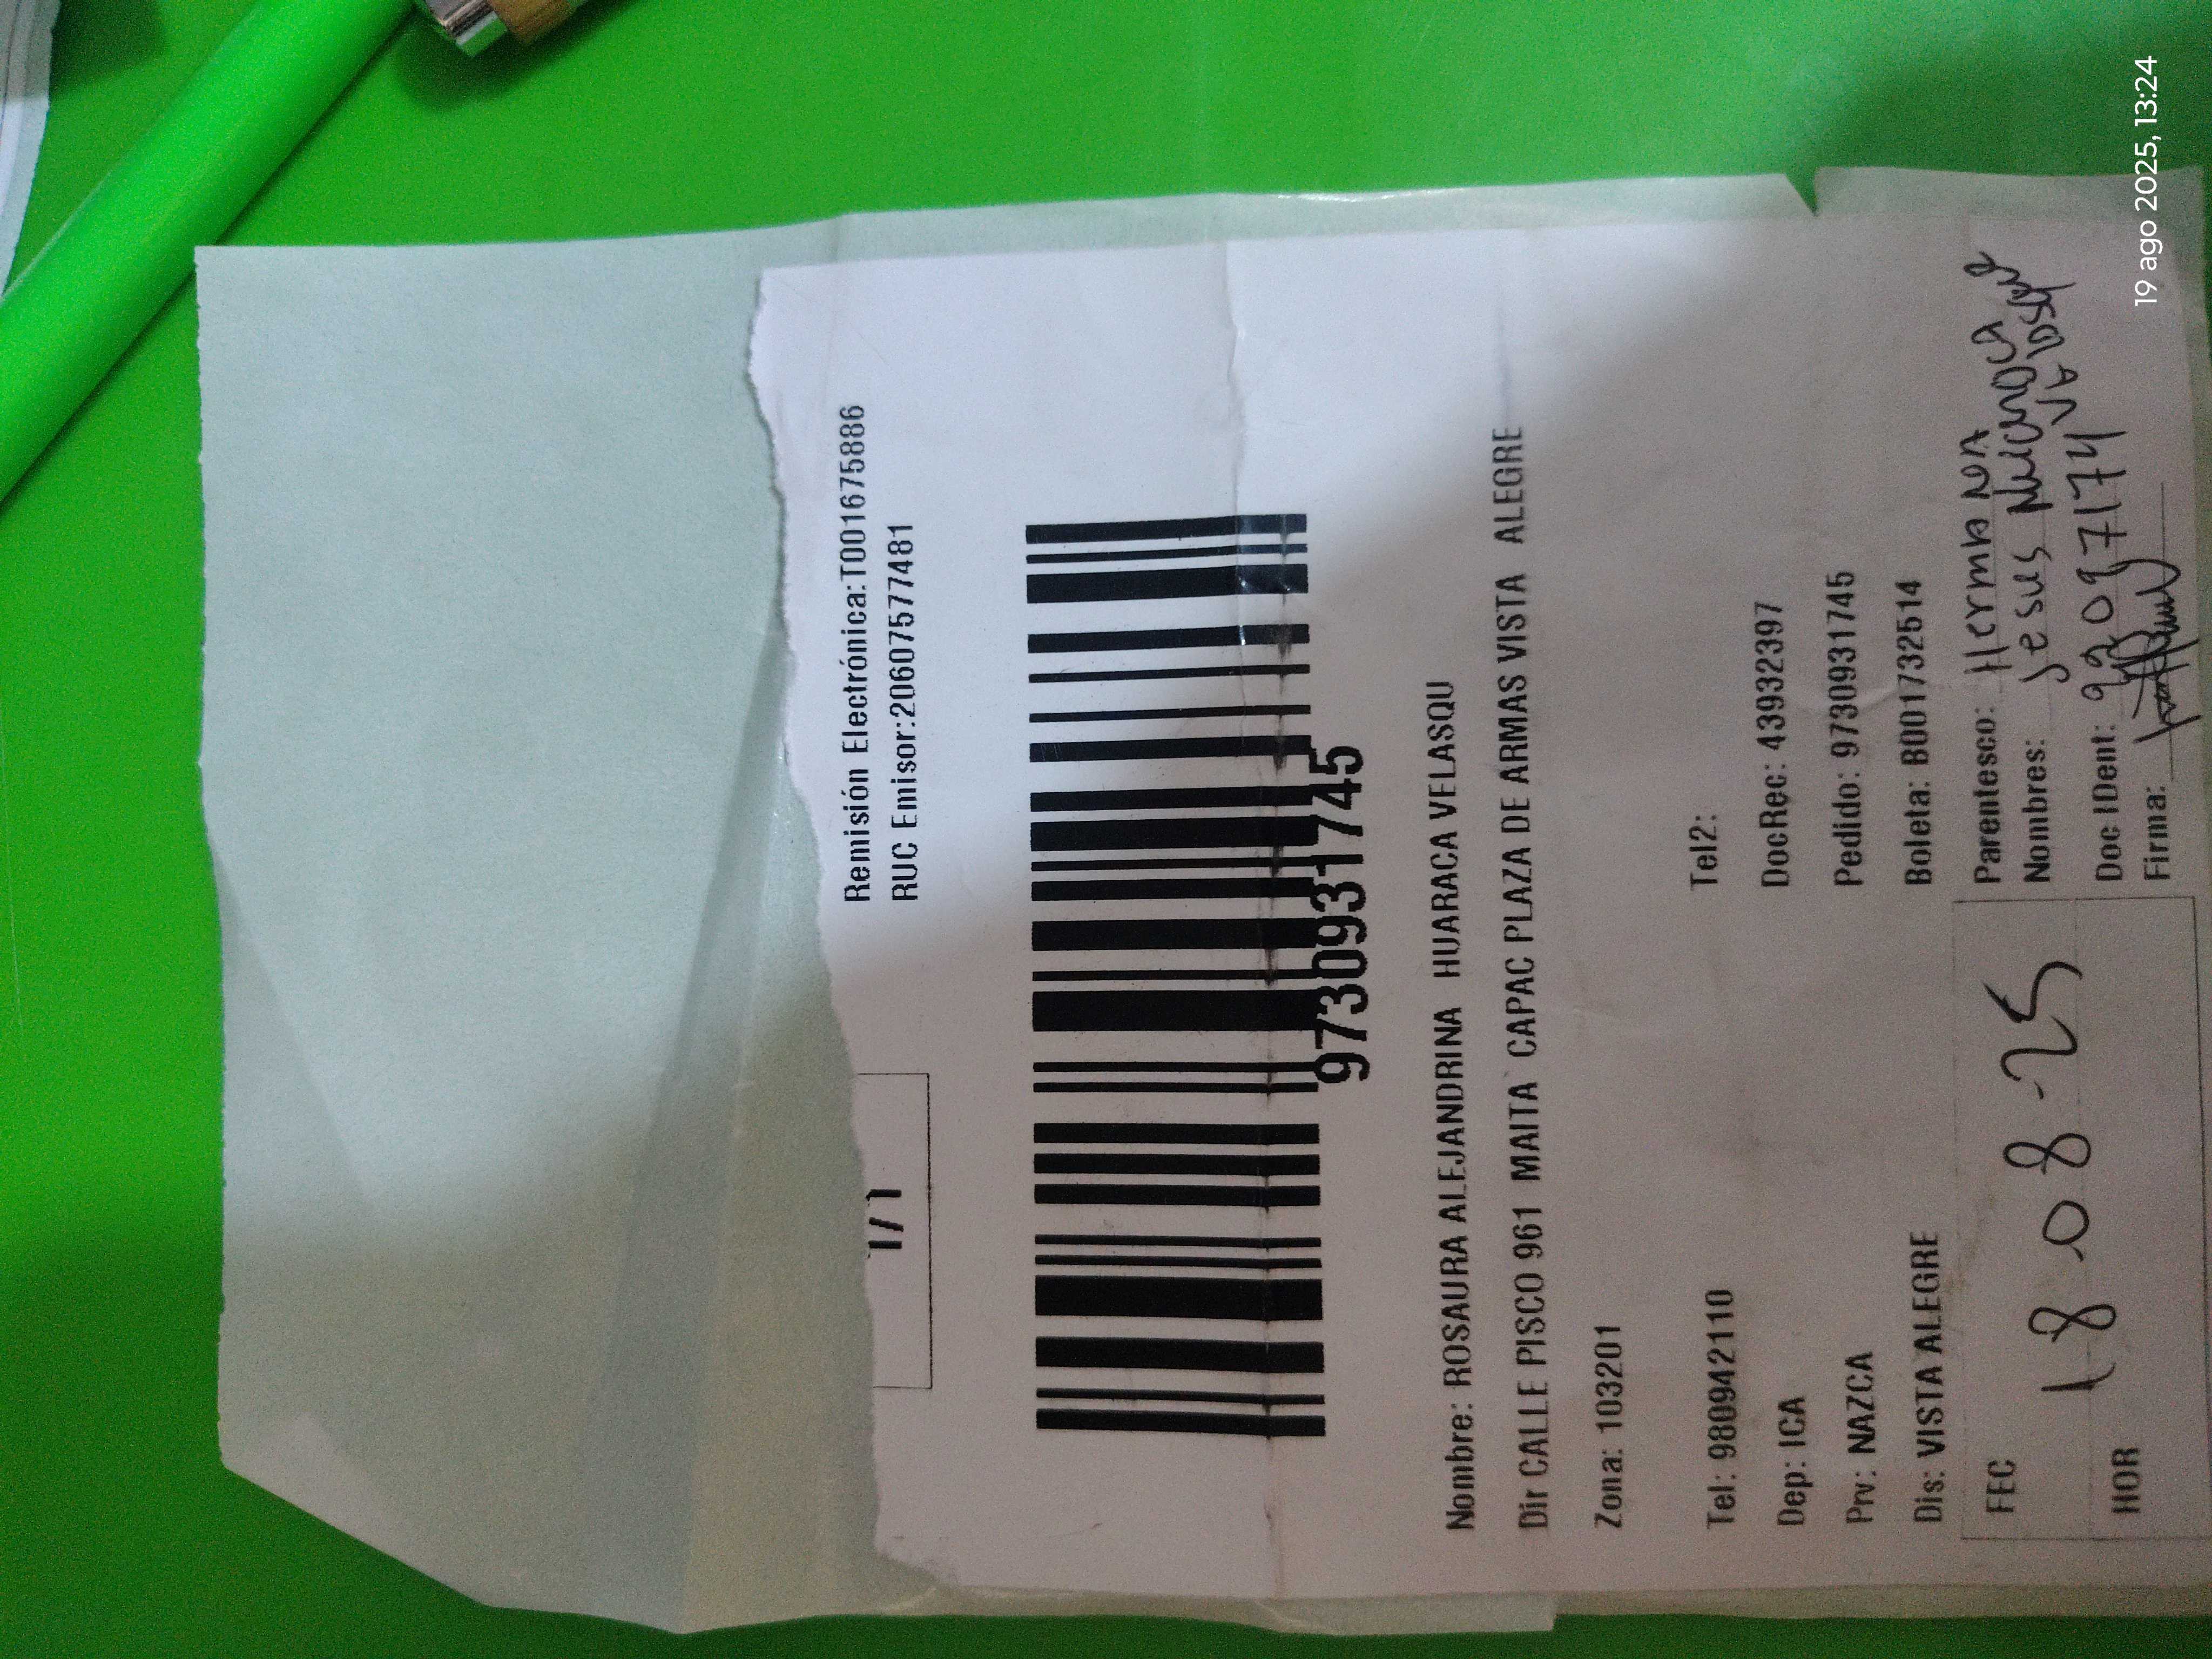 Remisión Electrónica:T001675886
RUC Emisor:20607577481
1/1
9730931745
Nombre: ROSAURA ALEJANDRINA HUARACA VELASQU
Dir CALLE PISCO 961 MAITA CAPAC PLAZA DE ARMAS VISTA ALEGRE
Zona: 103201
Tel: 980942110 Tel2:
Dep: ICA DocRec: 43932397
Prv: NAZCA Pedido: 9730931745
Dis: VISTA ALEGRE Boleta: B001732514
FEC 18.08-25
HOR
Parentesco: HermaNOA
Nombres: Jesus
Doc IDent:
Firma:
19 ago 2025, 13:24